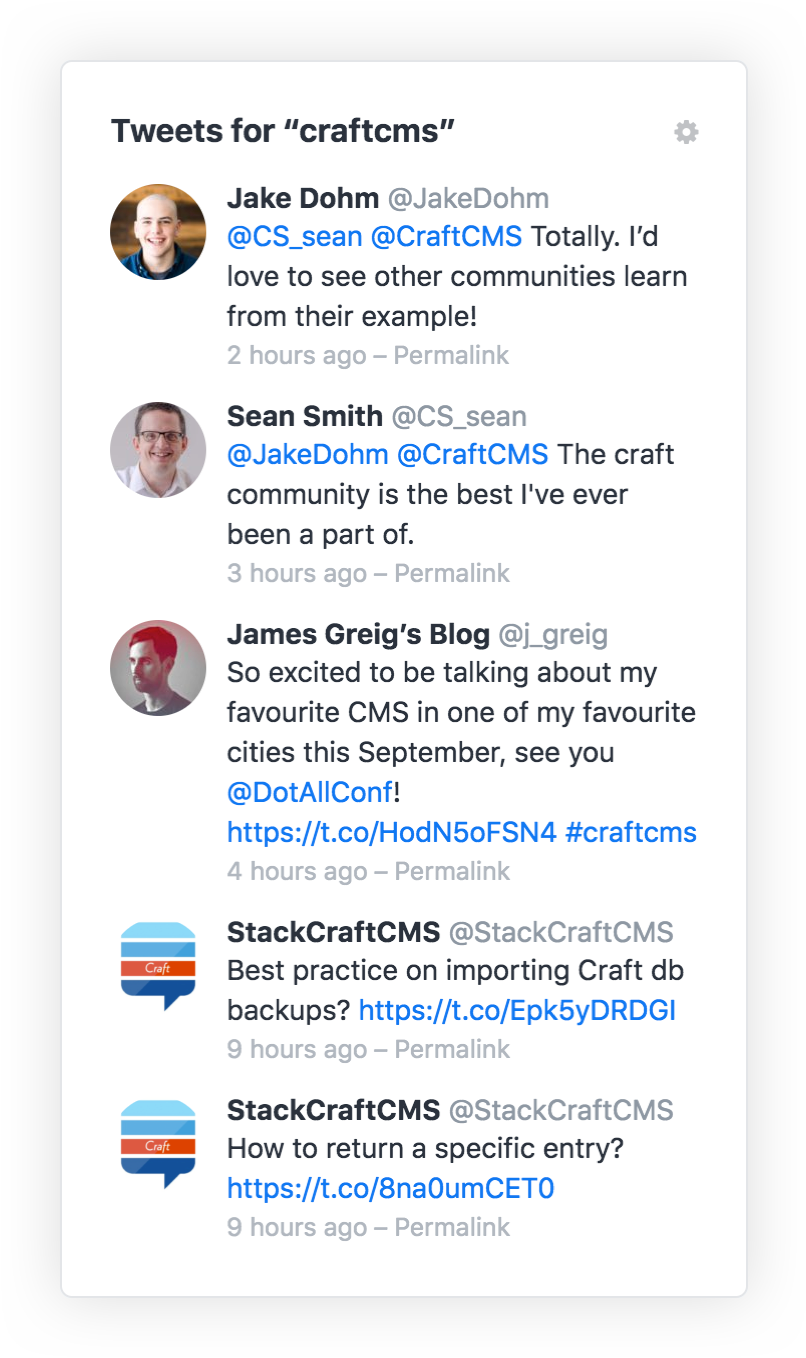 Tweets for “craftcms”
Jake Dohm @JakeDohm
@CS_sean @CraftCMS Totally. I’d
love to see other communities learn
from their example!
2 hours ago – Permalink
Sean Smith @CS_sean
@JakeDohm @CraftCMS The craft
community is the best I've ever
been a part of.
3 hours ago – Permalink
James Greig’s Blog @j_greig
So excited to be talking about my
favourite CMS in one of my favourite
cities this September, see you
@DotAllConf!
https://t.co/HodN5oFSN4 #craftcms
4 hours ago – Permalink
Craft
StackCraftCMS @StackCraftCMS
Best practice on importing Craft db
backups? https://t.co/Epk5yDRDGI
9 hours ago – Permalink
Craft
StackCraftCMS @StackCraftCMS
How to return a specific entry?
https://t.co/8na0umCET0
9 hours ago – Permalink